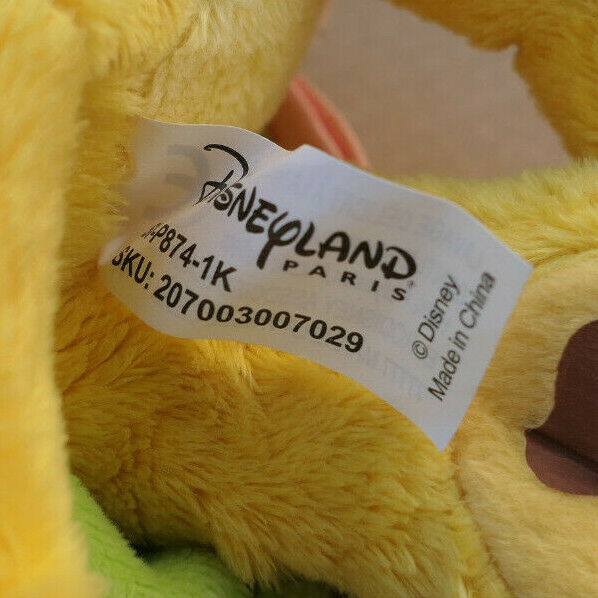 Disneyland
PARIS
P874-1K
SKU: 207003007029
© Disney
Made in China